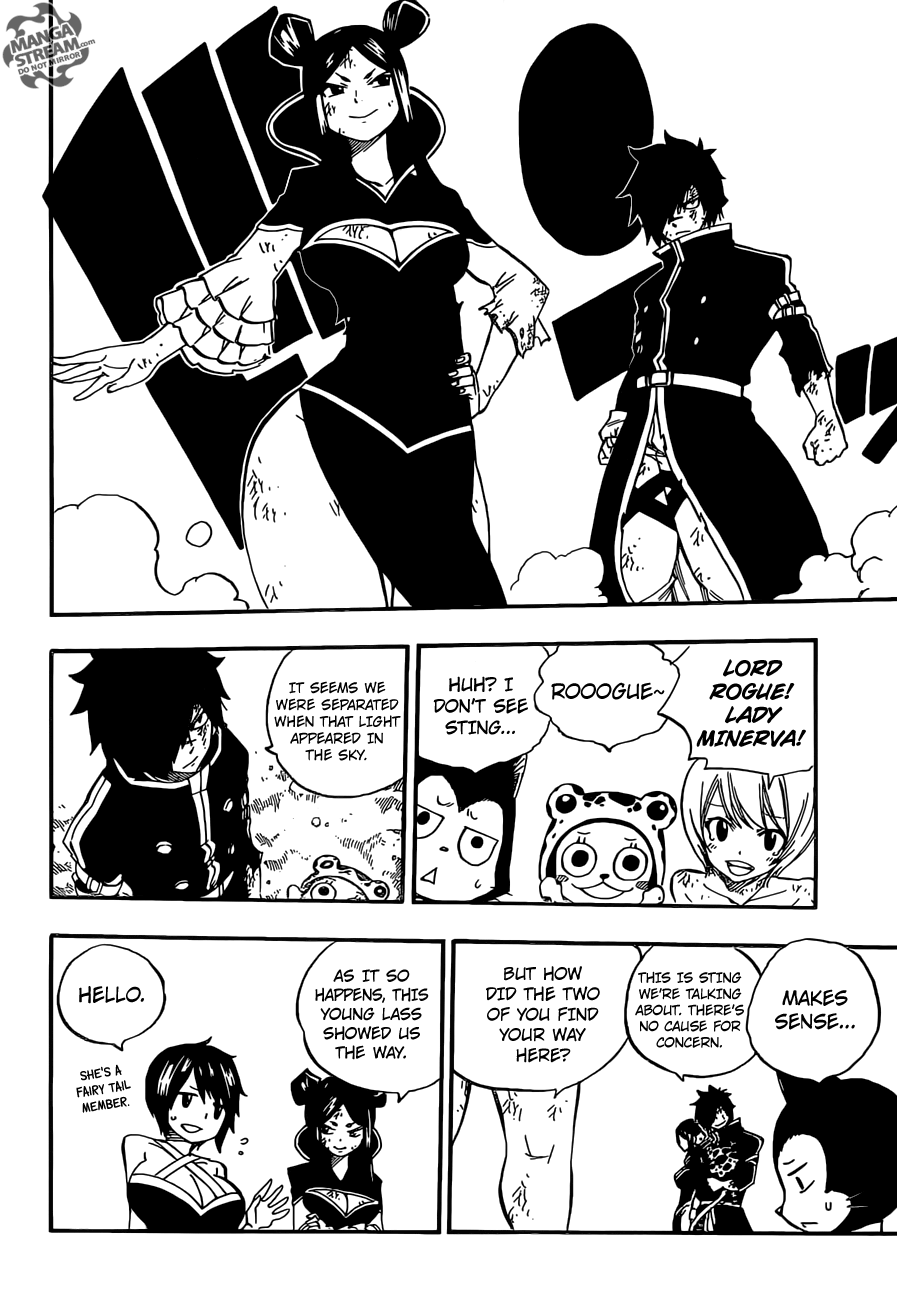 MANGA
STREAM.com
DO NOT MIRROR
LORD
ROGUE!
LADY
MINERVA!
ROOOGUE~
HUH? I
DON'T SEE
STING...
IT SEEMS WE
WERE SEPARATED
WHEN THAT LIGHT
APPEARED IN
THE SKY.
MAKES
SENSE...
THIS IS STING
WE'RE TALKING
ABOUT. THERE'S
NO CAUSE FOR
CONCERN.
BUT HOW
DID THE TWO
OF YOU FIND
YOUR WAY
HERE?
AS IT SO
HAPPENS, THIS
YOUNG LASS
SHOWED US
THE WAY.
HELLO.
SHE'S A
FAIRY TAIL
MEMBER.